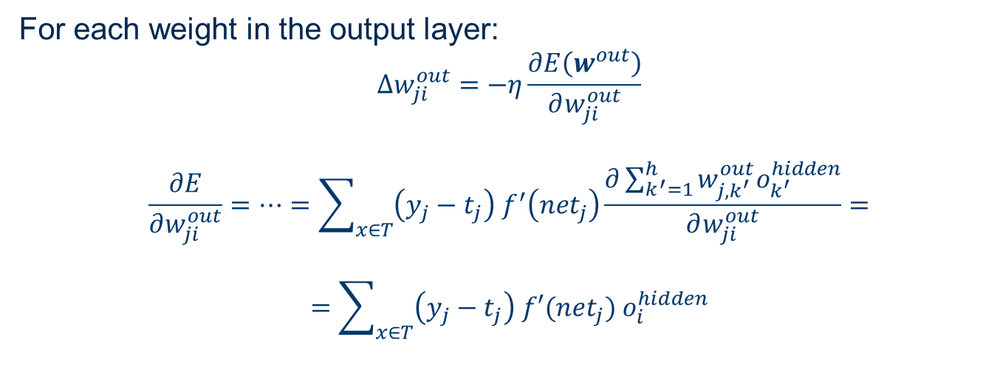 For each weight in the output layer:
Δw_{ji}^{out} = −η ∂E(𝒘^{out}) / ∂w_{ji}^{out}
∂E / ∂w_{ji}^{out} = ⋯ = ∑_{x∈T} (y_j − t_j) f′(net_j) ∂ ∑_{k′=1}^{h} w_{j,k′}^{out} o_{k′}^{hidden} / ∂w_{ji}^{out} =
= ∑_{x∈T} (y_j − t_j) f′(net_j) o_i^{hidden}